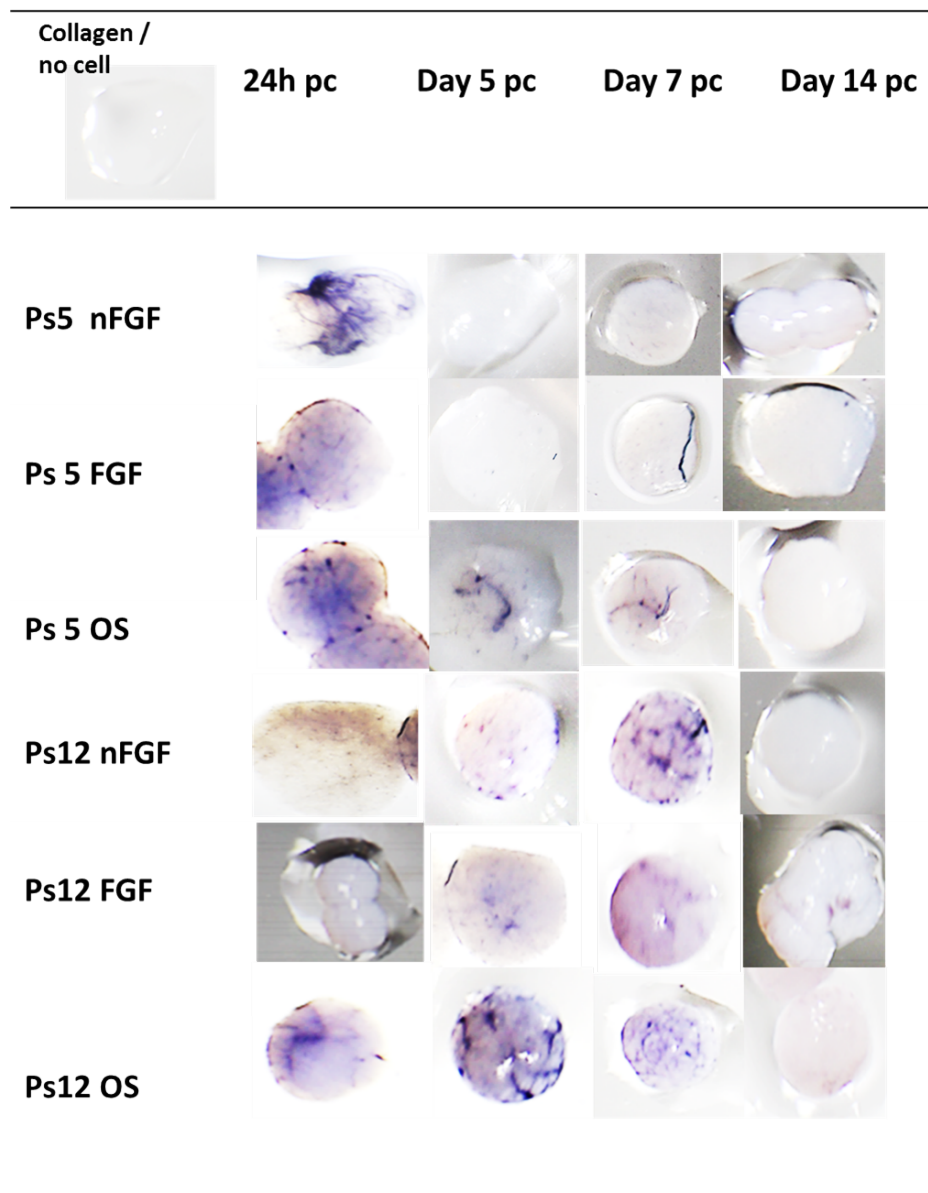 Collagen /
no cell
24h pc Day 5 pc Day 7 pc Day 14 pc
Ps5 nFGF
Ps 5 FGF
Ps 5 OS
Ps12 nFGF
Ps12 FGF
Ps12 OS